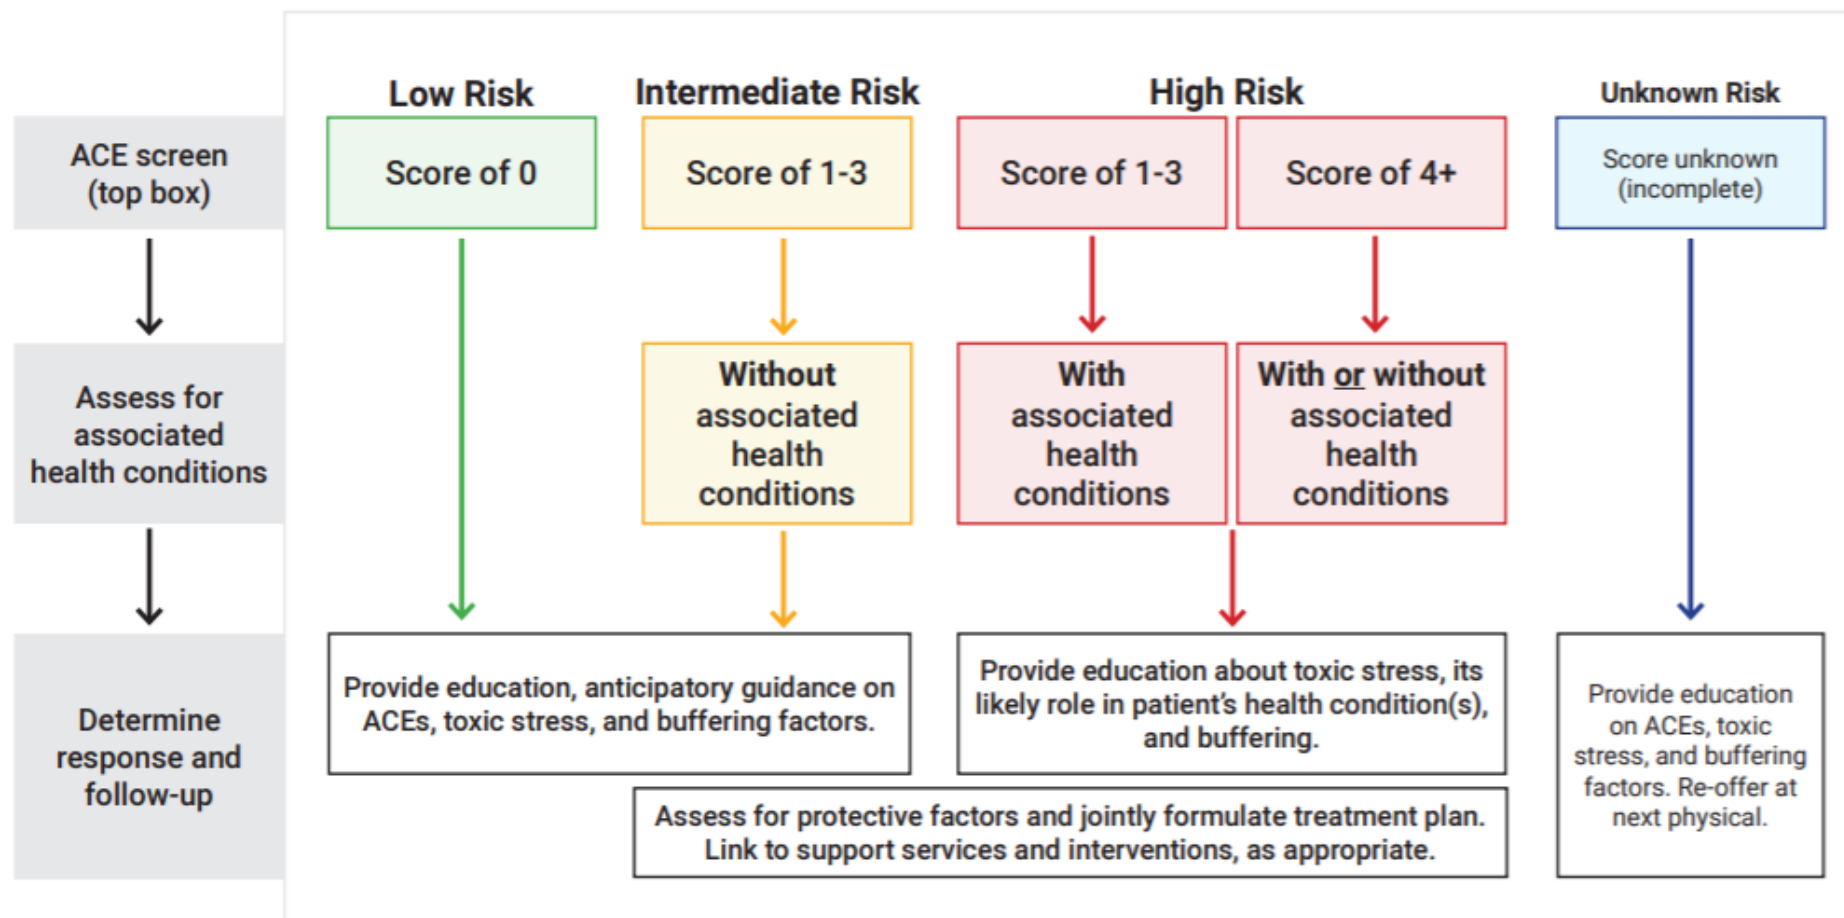 Low Risk
Intermediate Risk
High Risk
Unknown Risk
ACE screen
(top box)
Score of 0
Score of 1-3
Score of 1-3
Score of 4+
Score unknown
(incomplete)
Assess for
associated
health conditions
Without
associated
health
conditions
With
associated
health
conditions
With or without
associated
health
conditions
Determine
response and
follow-up
Provide education, anticipatory guidance on
ACEs, toxic stress, and buffering factors.
Provide education about toxic stress, its
likely role in patient’s health condition(s),
and buffering.
Assess for protective factors and jointly formulate treatment plan.
Link to support services and interventions, as appropriate.
Provide education
on ACEs, toxic
stress, and buffering
factors. Re-offer at
next physical.